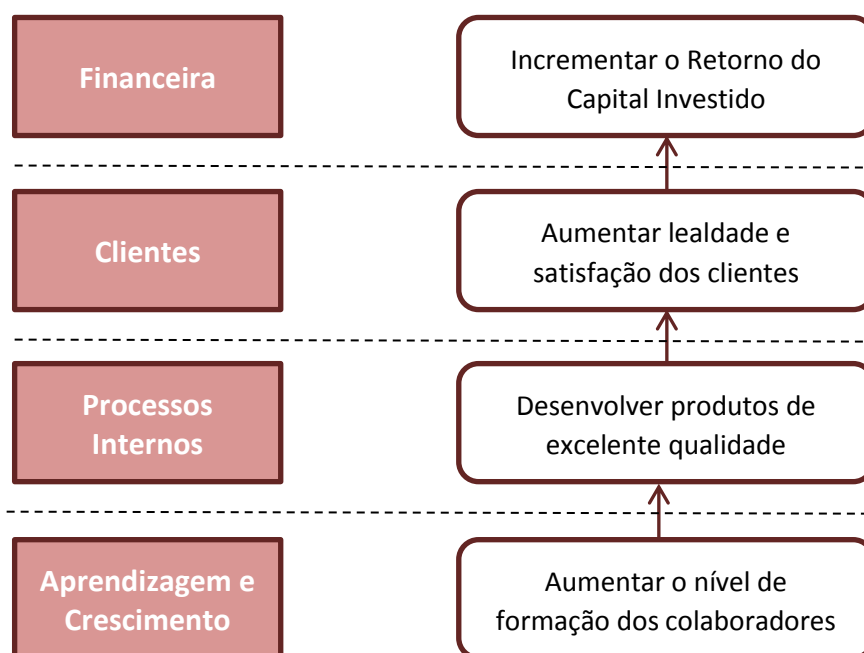 Financeira
Incrementar o Retorno do
Capital Investido
Clientes
Aumentar lealdade e
satisfação dos clientes
Processos
Internos
Desenvolver produtos de
excelente qualidade
Aprendizagem e
Crescimento
Aumentar o nível de
formação dos colaboradores